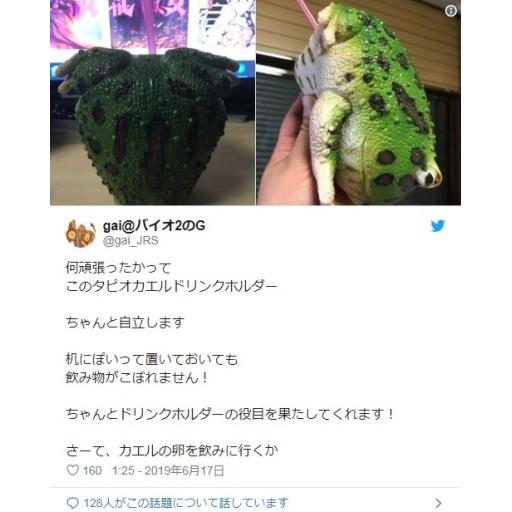 gai@バイオ2のG
@gai_JRS
何頑張ったかって
このタピオカエルドリンクホルダー
ちゃんと自立します
机にぽいって置いておいても
飲み物がこぼれません！
ちゃんとドリンクホルダーの役目を果たしてくれます！
さーて、カエルの卵を飲みに行くか
160 1:25 - 2019年6月17日
128人がこの話題について話しています